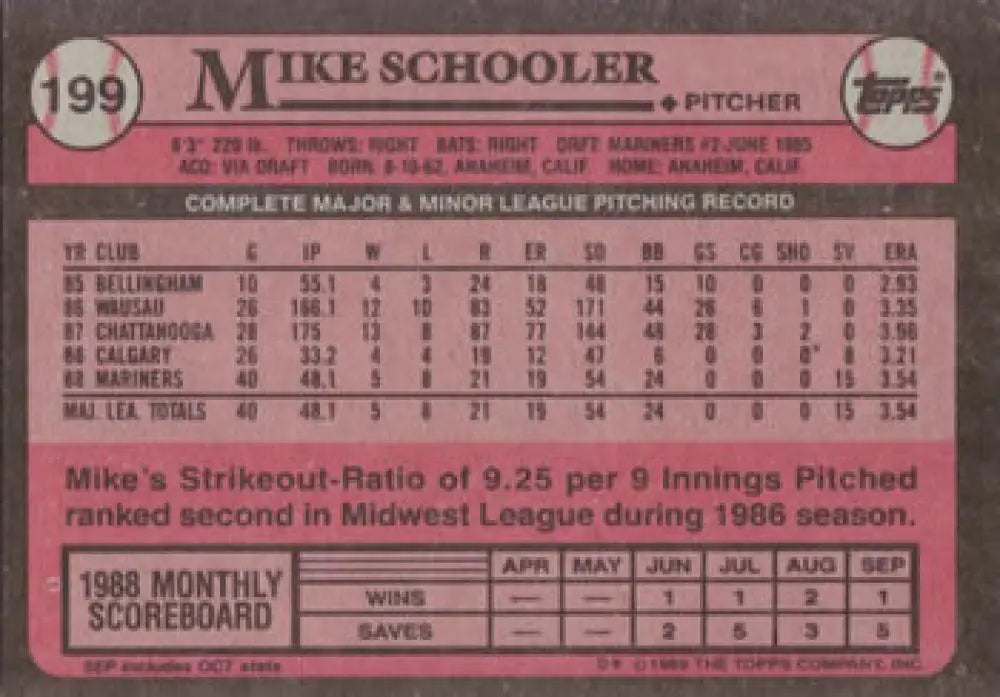 199 MIKE SCHOOLER TOPPS®
PITCHER
6'3" 220 lb. THROWS: RIGHT BATS: RIGHT DRFT: MARINERS #2-JUNE 1985
ACQ: VIA DRAFT BORN: 8-10-62, ANAHEIM, CALIF. HOME: ANAHEIM, CALIF.
COMPLETE MAJOR & MINOR LEAGUE PITCHING RECORD
YR CLUB G IP W L R ER SO BB GS CG SHO SV ERA
85 BELLINGHAM 10 55.1 4 3 24 18 48 15 10 0 0 0 2.93
86 WAUSAU 26 166.1 12 10 83 52 171 44 26 6 1 0 3.35
87 CHATTANOOGA 28 175 13 8 87 77 144 48 28 3 2 0 3.96
88 CALGARY 26 33.2 4 4 19 12 47 6 0 0 0 8 3.21
88 MARINERS 40 48.1 5 8 21 19 54 24 0 0 0 15 3.54
MAJ. LEA. TOTALS 40 48.1 5 8 21 19 54 24 0 0 0 15 3.54
Mike's Strikeout-Ratio of 9.25 per 9 Innings Pitched
ranked second in Midwest League during 1986 season.
1988 MONTHLY SCOREBOARD
APR MAY JUN JUL AUG SEP
WINS — — 1 1 2 1
SAVES — — 2 5 3 5
SEP includes OCT stats
© 1989 THE TOPPS COMPANY, INC.